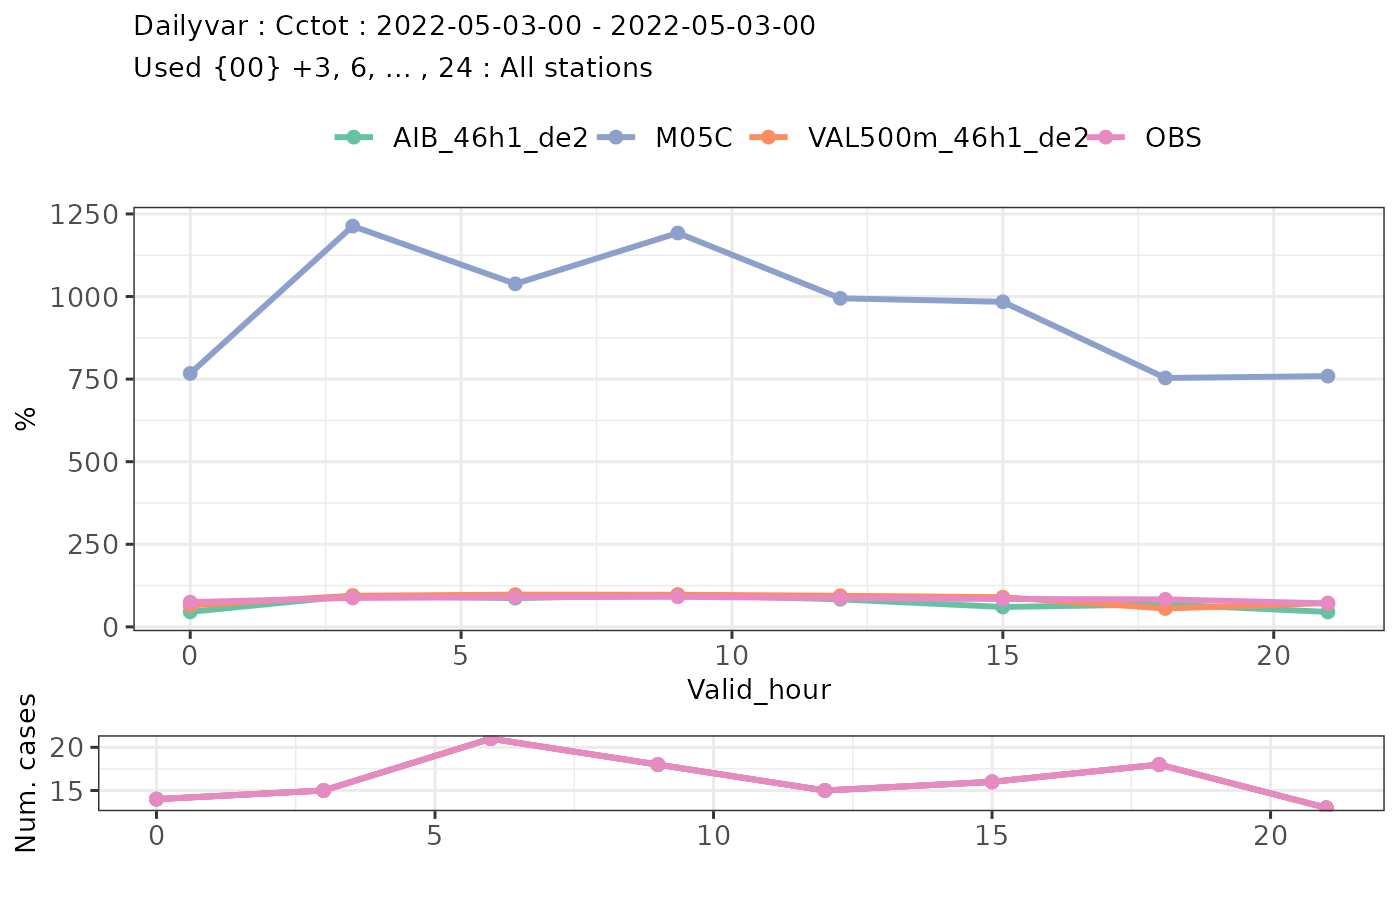 Dailyvar : Cctot : 2022-05-03-00 - 2022-05-03-00
Used {00} +3, 6, ... , 24 : All stations
AIB_46h1_de2 M05C VAL500m_46h1_de2 OBS
1250
1000
750
500
250
0
%
0 5 10 15 20
Valid_hour
Num. cases
20
15
0 5 10 15 20